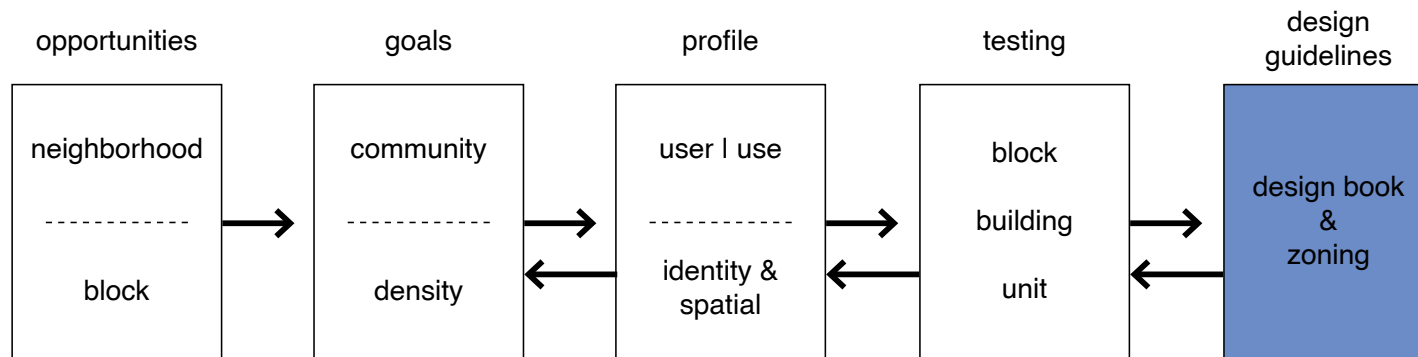 opportunities
goals
profile
testing
design
guidelines
neighborhood
block
community
density
user | use
identity &
spatial
block
building
unit
design book
&
zoning